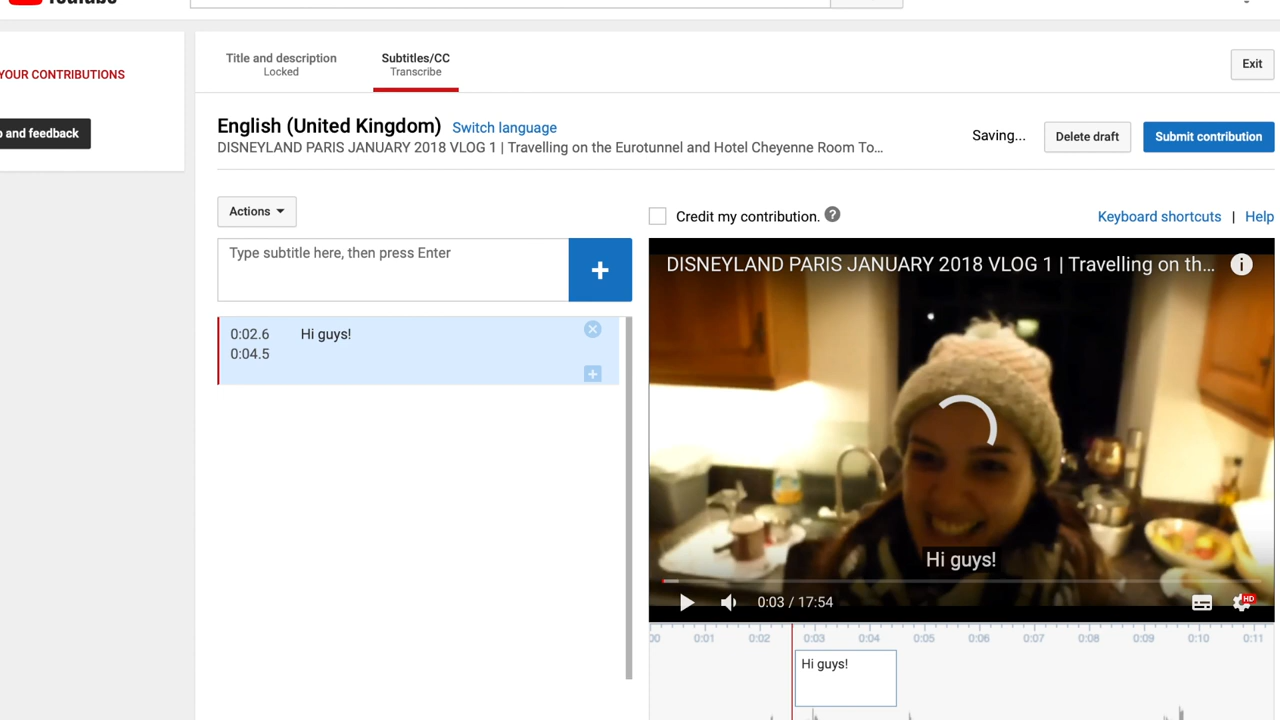 YouTube
Title and description
Locked
Subtitles/CC
Transcribe
Exit
YOUR CONTRIBUTIONS
and feedback
English (United Kingdom) Switch language
DISNEYLAND PARIS JANUARY 2018 VLOG 1 | Travelling on the Eurotunnel and Hotel Cheyenne Room To...
Saving...
Delete draft
Submit contribution
Actions
Credit my contribution. ?
Keyboard shortcuts | Help
Type subtitle here, then press Enter
+
0:02.6 Hi guys!
0:04.5
DISNEYLAND PARIS JANUARY 2018 VLOG 1 | Travelling on th... i
Hi guys!
0:03 / 17:54
HD
00 0:01 0:02 0:03 0:04 0:05 0:06 0:07 0:08 0:09 0:10 0:11
Hi guys!